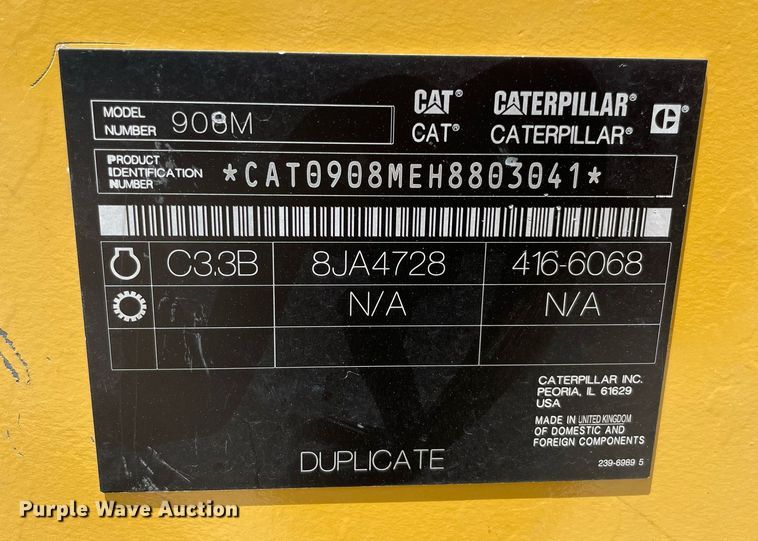 MODEL NUMBER 908M
CAT® CATERPILLAR®
CAT® CATERPILLAR® C®
PRODUCT IDENTIFICATION NUMBER *CAT0908MEH8803041*
C3.3B 8JA4728 416-6068
N/A N/A
CATERPILLAR INC.
PEORIA, IL 61629
USA
MADE IN UNITED KINGDOM
OF DOMESTIC AND
FOREIGN COMPONENTS
DUPLICATE
239-6989 5
Purple Wave Auction